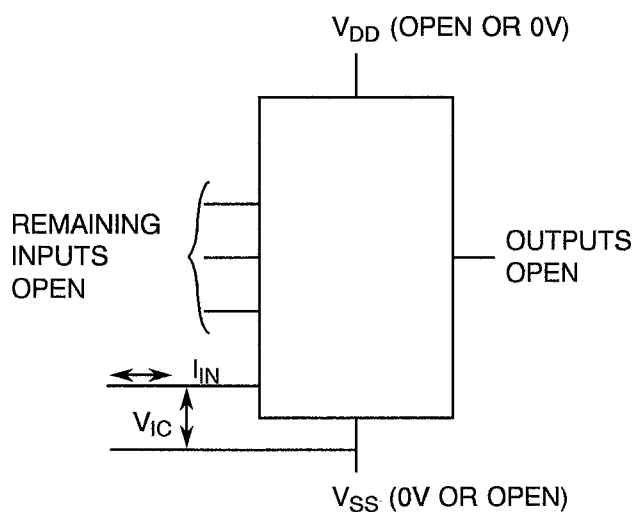 V_DD (OPEN OR 0V)
REMAINING
INPUTS
OPEN
OUTPUTS
OPEN
I_IN
V_IC
V_SS (0V OR OPEN)